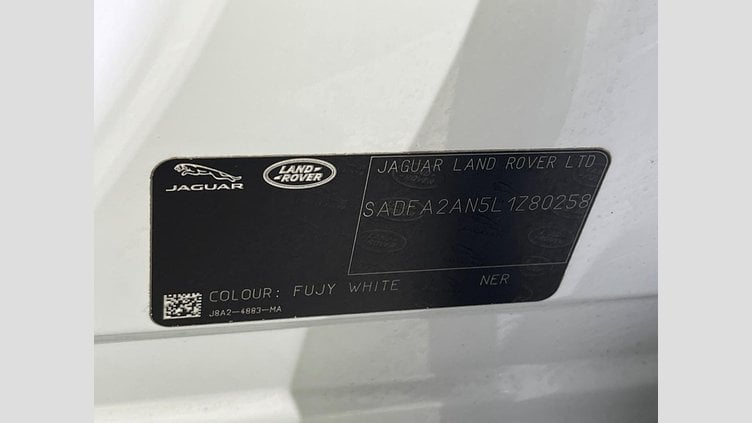 JAGUAR
LAND
ROVER
JAGUAR LAND ROVER LTD
SADFA2AN5L1Z80258
COLOUR: FUJY WHITE
NER
J8A2-4883-MA